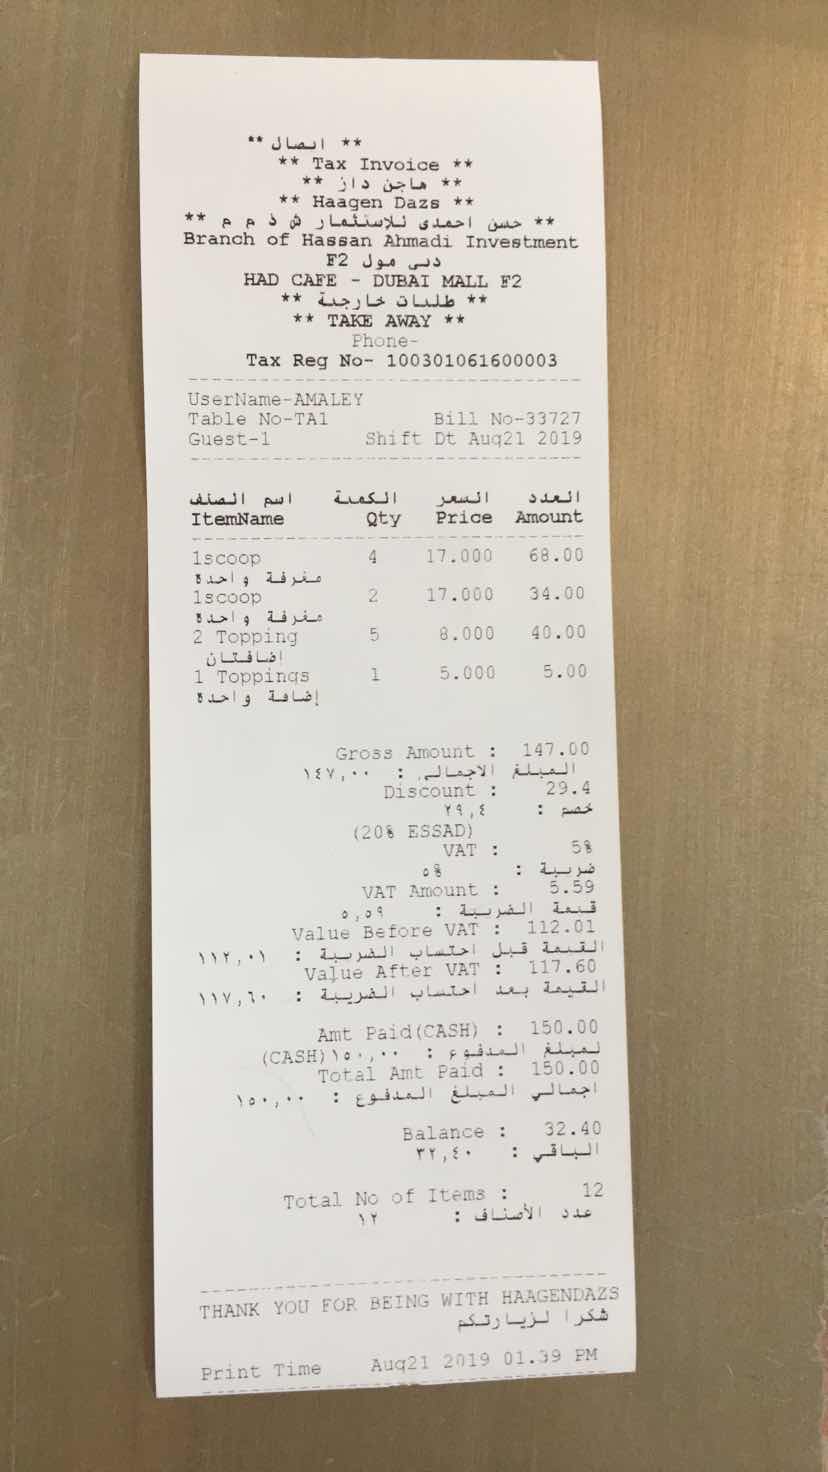 ** ايصال **
** Tax Invoice **
** هاجن داز **
** Haagen Dazs **
** حسن احمدى للاستثمار ش ذ م م **
Branch of Hassan Ahmadi Investment
دبى مول F2
HAD CAFE - DUBAI MALL F2
** طلبات خارجية **
** TAKE AWAY **
Phone-
Tax Reg No- 100301061600003
UserName-AMALEY
Table No-TA1 Bill No-33727
Guest-1 Shift Dt Aug21 2019
اسم الصنف الكمية السعر العدد
ItemName Qty Price Amount
1scoop 4 17.000 68.00
مغرفة واحدة
1scoop 2 17.000 34.00
مغرفة واحدة
2 Topping 5 8.000 40.00
اضافتان
1 Toppings 1 5.000 5.00
إضافة واحدة
Gross Amount : 147.00
المبلغ الاجمالى : ١٤٧,٠٠
Discount : 29.4
خصم : ٢٩,٤
(20% ESSAD)
VAT : 5%
ضريبة : ٥%
VAT Amount : 5.59
قيمة الضريبة : ٥,٥٩
Value Before VAT : 112.01
القيمة قبل احتساب الضريبة : ١١٢,٠١
Value After VAT : 117.60
القيمة بعد احتساب الضريبة : ١١٧,٦٠
Amt Paid(CASH) : 150.00
لمبلغ المدفوع : ١٥٠,٠٠(CASH)
Total Amt Paid : 150.00
اجمالي المبلغ المدفوع : ١٥٠,٠٠
Balance : 32.40
الباقي : ٣٢,٤٠
Total No of Items : 12
عدد الأصناف : ١٢
THANK YOU FOR BEING WITH HAAGENDAZS
شكرا لزيارتكم
Print Time Aug21 2019 01.39 PM